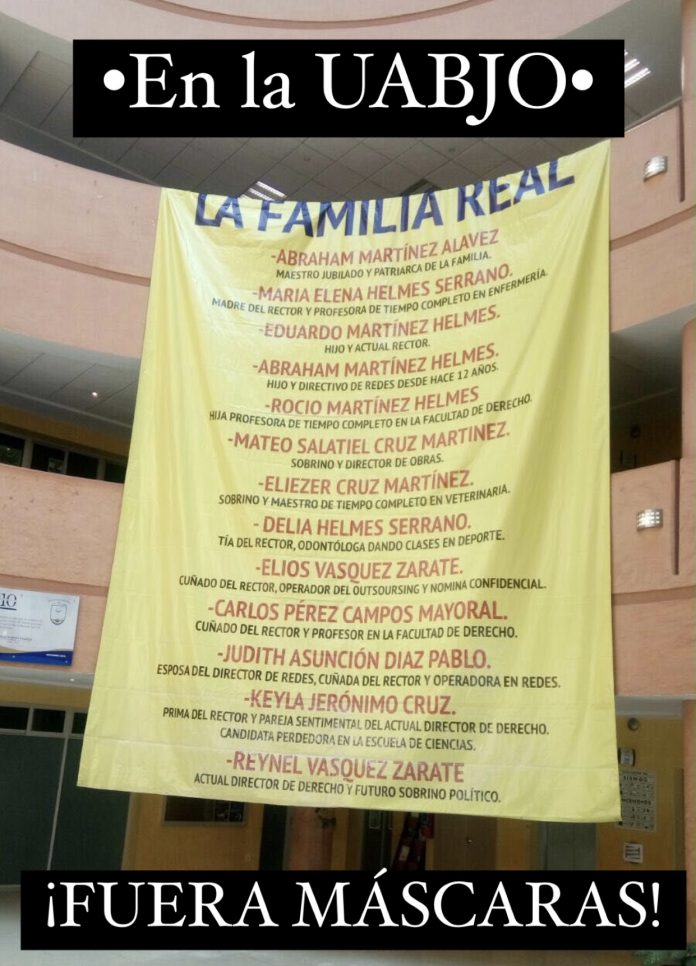 •En la UABJO•
LA FAMILIA REAL
-ABRAHAM MARTÍNEZ ALAVEZ
MAESTRO JUBILADO Y PATRIARCA DE LA FAMILIA.
-MARIA ELENA HELMES SERRANO.
MADRE DEL RECTOR Y PROFESORA DE TIEMPO COMPLETO EN ENFERMERÍA.
-EDUARDO MARTÍNEZ HELMES.
HIJO Y ACTUAL RECTOR.
-ABRAHAM MARTÍNEZ HELMES.
HIJO Y DIRECTIVO DE REDES DESDE HACE 12 AÑOS.
-ROCIO MARTÍNEZ HELMES
HIJA PROFESORA DE TIEMPO COMPLETO EN LA FACULTAD DE DERECHO.
-MATEO SALATIEL CRUZ MARTINEZ.
SOBRINO Y DIRECTOR DE OBRAS.
-ELIEZER CRUZ MARTÍNEZ.
SOBRINO Y MAESTRO DE TIEMPO COMPLETO EN VETERINARIA.
- DELIA HELMES SERRANO.
TÍA DEL RECTOR, ODONTÓLOGA DANDO CLASES EN DEPORTE.
-ELIOS VASQUEZ ZARATE.
CUÑADO DEL RECTOR, OPERADOR DEL OUTSOURSING Y NOMINA CONFIDENCIAL.
-CARLOS PÉREZ CAMPOS MAYORAL.
CUÑADO DEL RECTOR Y PROFESOR EN LA FACULTAD DE DERECHO.
-JUDITH ASUNCIÓN DIAZ PABLO.
ESPOSA DEL DIRECTOR DE REDES, CUÑADA DEL RECTOR Y OPERADORA EN REDES.
-KEYLA JERÓNIMO CRUZ.
PRIMA DEL RECTOR Y PAREJA SENTIMENTAL DEL ACTUAL DIRECTOR DE DERECHO.
CANDIDATA PERDEDORA EN LA ESCUELA DE CIENCIAS.
-REYNEL VASQUEZ ZARATE
ACTUAL DIRECTOR DE DERECHO Y FUTURO SOBRINO POLÍTICO.
SISMOS
INCENDIOS
¡FUERA MÁSCARAS!